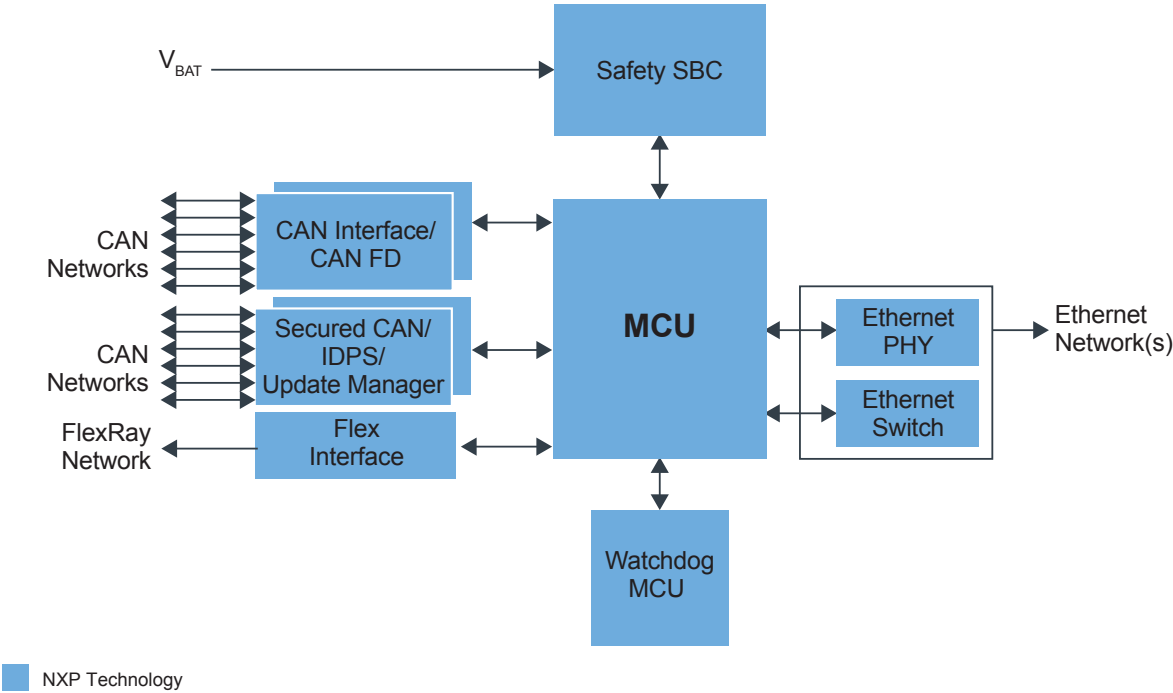 V_BAT
Safety SBC
CAN
Networks
CAN Interface/
CAN FD
MCU
Ethernet
PHY
Ethernet
Network(s)
CAN
Networks
Secured CAN/
IDPS/
Update Manager
Ethernet
Switch
FlexRay
Network
Flex
Interface
Watchdog
MCU
NXP Technology